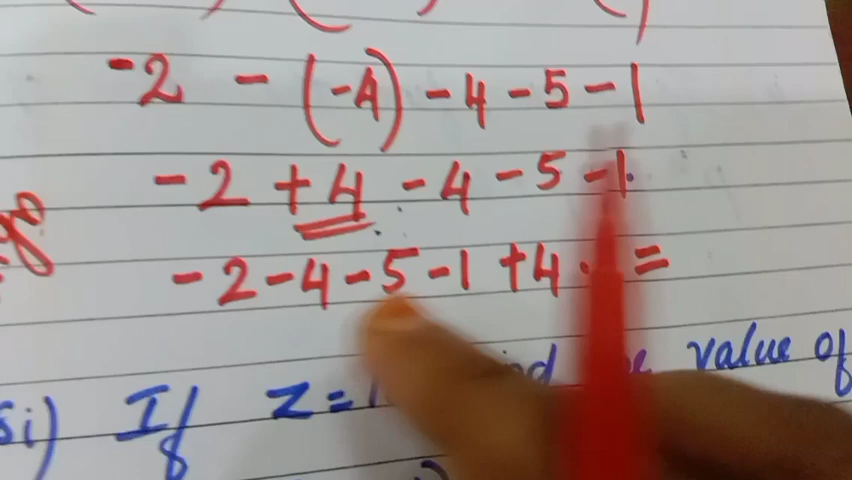 -2 - (-4) - 4 - 5 - 1
-2 + 4 - 4 - 5 - 1
-2 - 4 - 5 - 1 + 4 =
If z = value of